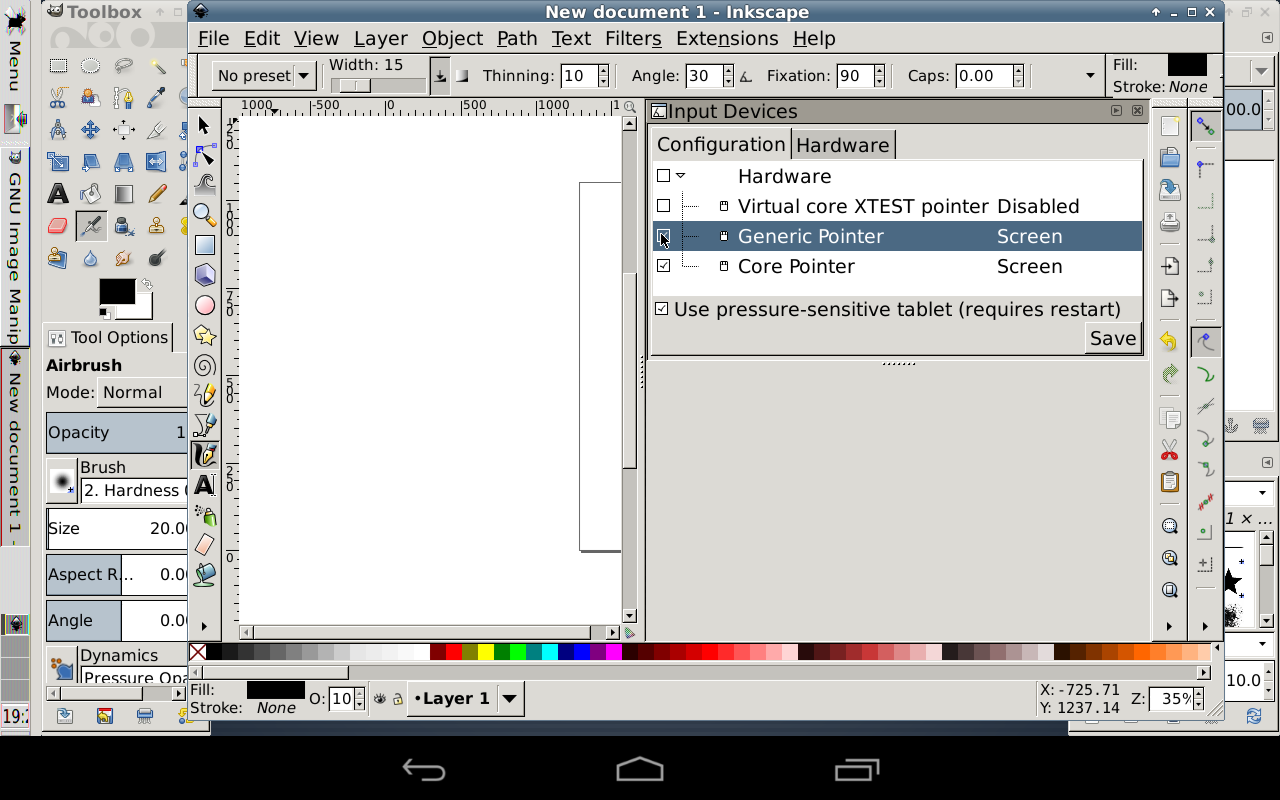 Menu
GNU Image Manip
New document 1 -
Toolbox
Tool Options
Airbrush
Mode: Normal
Opacity 1
Brush
2. Hardness
Size 20.0
Aspect R... 0.0
Angle 0.0
Dynamics
Pressure Opa
New document 1 - Inkscape
File Edit View Layer Object Path Text Filters Extensions Help
No preset Width: 15 Thinning: 10 Angle: 30 Fixation: 90 Caps: 0.00
Fill:
Stroke: None
1000 -500 0 500 1000 1
Input Devices
Configuration Hardware
Hardware
Virtual core XTEST pointer Disabled
Generic Pointer Screen
Core Pointer Screen
Use pressure-sensitive tablet (requires restart)
Save
Fill:
Stroke: None
O: 10
•Layer 1
X: -725.71
Y: 1237.14
Z: 35%
00.0
1 × ...
10.0